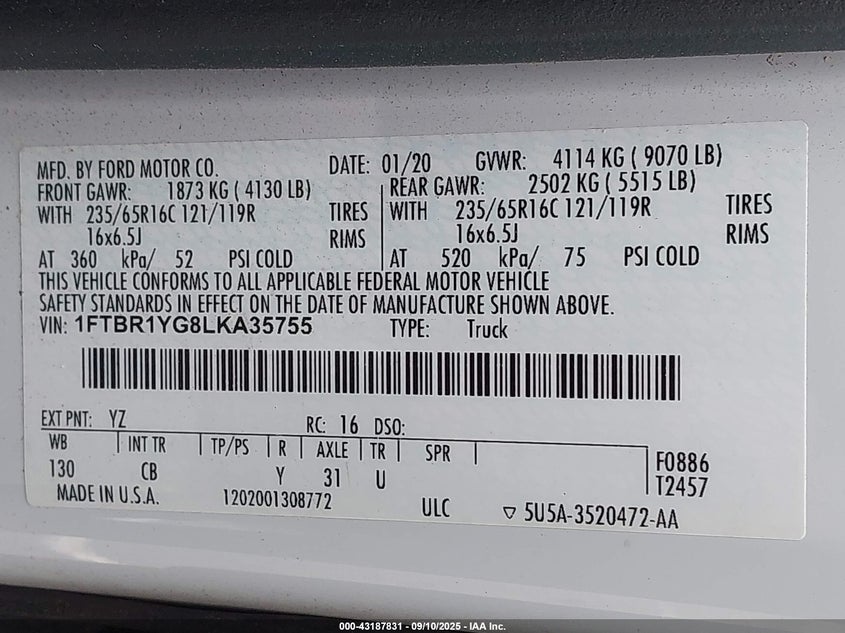 MFD. BY FORD MOTOR CO. DATE: 01/20 GVWR: 4114 KG ( 9070 LB)
FRONT GAWR: 1873 KG ( 4130 LB) REAR GAWR: 2502 KG ( 5515 LB)
WITH 235/65R16C 121/119R TIRES WITH 235/65R16C 121/119R TIRES
16x6.5J RIMS 16x6.5J RIMS
AT 360 kPa/ 52 PSI COLD AT 520 kPa/ 75 PSI COLD
THIS VEHICLE CONFORMS TO ALL APPLICABLE FEDERAL MOTOR VEHICLE
SAFETY STANDARDS IN EFFECT ON THE DATE OF MANUFACTURE SHOWN ABOVE.
VIN: 1FTBR1YG8LKA35755 TYPE: Truck
EXT PNT: YZ RC: 16 DSO:
WB INT TR TP/PS R AXLE TR SPR F0886
130 CB Y 31 U T2457
MADE IN U.S.A. 1202001308772 ULC ▽ 5U5A-3520472-AA
000-43187831 - 09/10/2025 - IAA Inc.